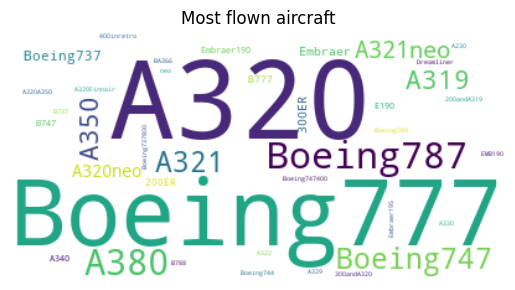 Most flown aircraft
400inretro
Boeing737
Embraer190
BA366
neo
Embraer
A321neo
A230
Dreamliner
A320
A319
B777
A320A350
A320Finnair
B737
B747
A350
300ER
E190
200andA319
Boeing789
Boeing737800
A320neo
A321
200ER
Boeing787
EMB190
Boeing747400
Boeing777
Embraer195
A330
A340
A380
B788
A322
Boeing744
A329
300andA320
Boeing747